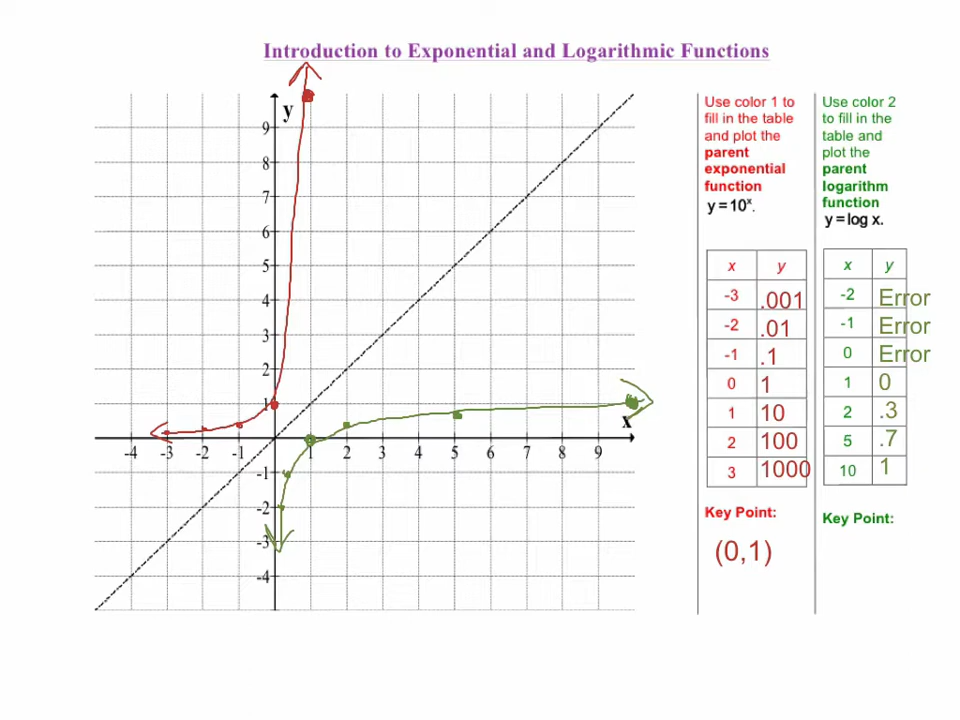 Introduction to Exponential and Logarithmic Functions
y
9
8
7
6
5
4
3
2
1
x
-4 -3 -2 -1 1 2 3 4 5 6 7 8 9
-1
-2
-3
-4
Use color 1 to
fill in the table
and plot the
parent
exponential
function
y = 10ˣ.
x y
-3 .001
-2 .01
-1 .1
0 1
1 10
2 100
3 1000
Key Point:
(0,1)
Use color 2
to fill in the
table and
plot the
parent
logarithm
function
y = log x.
x y
-2 Error
-1 Error
0 Error
1 0
2 .3
5 .7
10 1
Key Point: